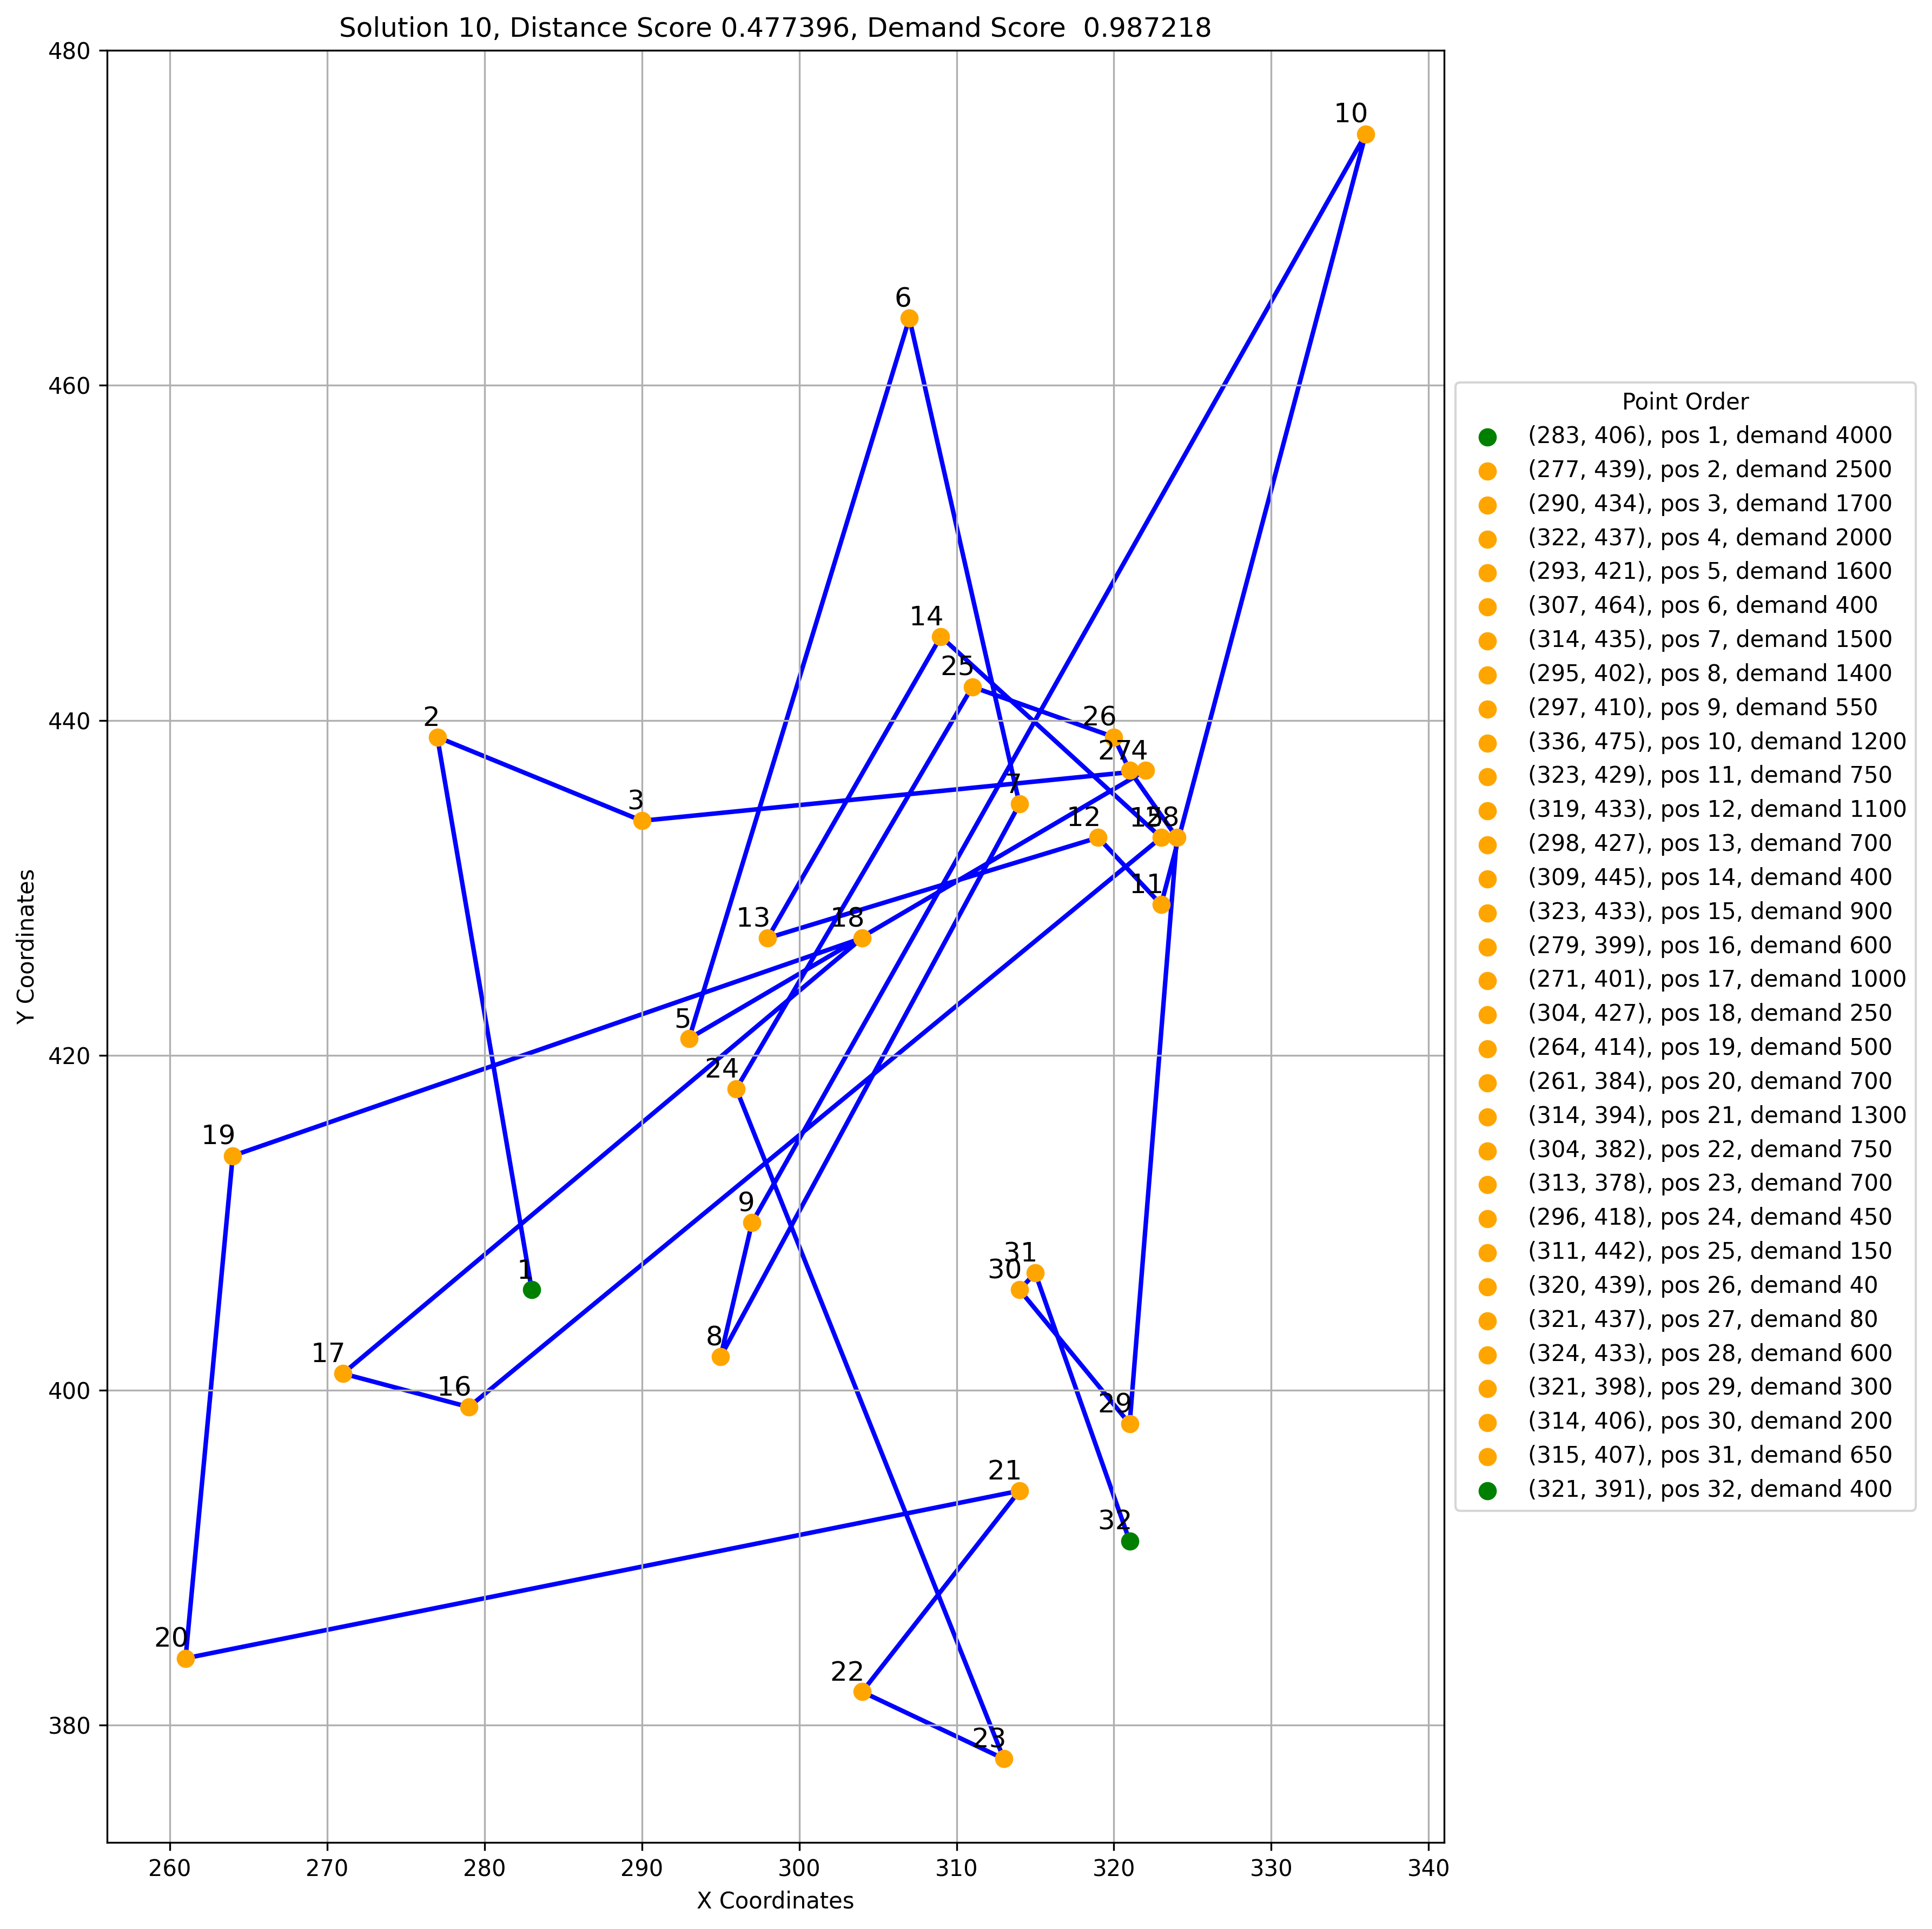 Solution 10, Distance Score 0.477396, Demand Score  0.987218
480
10
6
460
14
25
2
440
26
27
4
3
7
12
15
28
11
13
18
5
420
24
19
9
31
30
1
8
17
400
16
29
21
32
20
22
380
23
Y Coordinates
260 270 280 290 300 310 320 330 340
X Coordinates
Point Order
(283, 406), pos 1, demand 4000
(277, 439), pos 2, demand 2500
(290, 434), pos 3, demand 1700
(322, 437), pos 4, demand 2000
(293, 421), pos 5, demand 1600
(307, 464), pos 6, demand 400
(314, 435), pos 7, demand 1500
(295, 402), pos 8, demand 1400
(297, 410), pos 9, demand 550
(336, 475), pos 10, demand 1200
(323, 429), pos 11, demand 750
(319, 433), pos 12, demand 1100
(298, 427), pos 13, demand 700
(309, 445), pos 14, demand 400
(323, 433), pos 15, demand 900
(279, 399), pos 16, demand 600
(271, 401), pos 17, demand 1000
(304, 427), pos 18, demand 250
(264, 414), pos 19, demand 500
(261, 384), pos 20, demand 700
(314, 394), pos 21, demand 1300
(304, 382), pos 22, demand 750
(313, 378), pos 23, demand 700
(296, 418), pos 24, demand 450
(311, 442), pos 25, demand 150
(320, 439), pos 26, demand 40
(321, 437), pos 27, demand 80
(324, 433), pos 28, demand 600
(321, 398), pos 29, demand 300
(314, 406), pos 30, demand 200
(315, 407), pos 31, demand 650
(321, 391), pos 32, demand 400